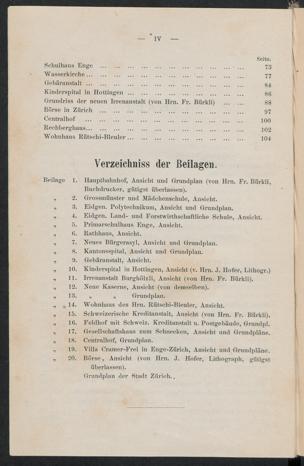 — IV —
Seite.
Schulhaus Enge ... 73
Wasserkirche ... 77
Gebäranstalt ... 84
Kinderspital in Hottingen ... 86
Grundriss der neuen Irrenanstalt (von Hrn. Fr. Bürkli) ... 88
Börse in Zürich ... 97
Centralhof ... 100
Rechberghaus ... 102
Wohnhaus Rütschi-Bleuler ... 104
Verzeichniss der Beilagen.
Beilage 1. Hauptbahnhof, Ansicht und Grundplan (von Hrn. Fr. Bürkli,
Buchdrucker, gütigst überlassen).
„ 2. Grossmünster und Mädchenschule, Ansicht.
„ 3. Eidgen. Polytechnikum, Ansicht und Grundplan.
„ 4. Eidgen. Land- und Forstwirthschaftliche Schule, Ansicht.
„ 5. Primarschulhaus Enge, Ansicht.
„ 6. Rathhaus, Ansicht.
„ 7. Neues Bürgerasyl, Ansicht und Grundplan.
„ 8. Kantonsspital, Ansicht und Grundplan.
„ 9. Gebäranstalt, Ansicht.
„ 10. Kinderspital in Hottingen, Ansicht (v. Hrn. J. Hofer, Lithogr.)
„ 11. Irrenanstalt Burghölzli, Ansicht (von Hrn. Fr. Bürkli).
„ 12. Neue Kaserne, Ansicht (von demselben).
„ 13. „ „ Grundplan.
„ 14. Wohnhaus des Hrn. Rütschi-Bleuler, Ansicht.
„ 15. Schweizerische Kreditanstalt, Ansicht (von Hrn. Fr. Bürkli).
„ 16. Feldhof mit Schweiz. Kreditanstalt u. Postgebäude, Grundpl.
„ 17. Gesellschaftshaus zum Schnecken, Ansicht und Grundpläne.
„ 18. Centralhof, Grundplan.
„ 19. Villa Cramer-Frei in Enge-Zürich, Ansicht und Grundpläne.
„ 20. Börse, Ansicht (von Hrn. J. Hofer, Lithograph, gütigst
überlassen).
Grundplan der Stadt Zürich.